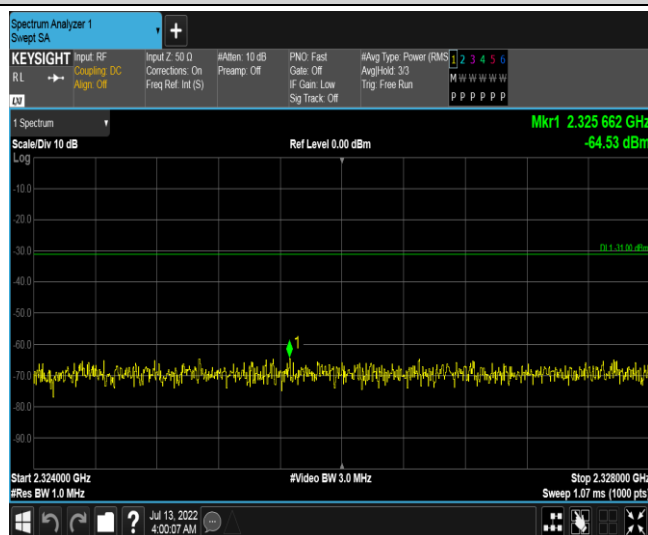 Spectrum Analyzer 1
Swept SA
KEYSIGHT Input: RF Input Z: 50 Ω #Atten: 10 dB PNO: Fast #Avg Type: Power (RMS 1 2 3 4 5 6
RL Coupling: DC Corrections: On Preamp: Off Gate: Off Avg|Hold: 3/3 M W W W W W
Align: Off Freq Ref: Int (S) IF Gain: Low Trig: Free Run
Sig Track: Off P P P P P P
LXI
1 Spectrum Mkr1 2.325 662 GHz
Scale/Div 10 dB Ref Level 0.00 dBm -64.53 dBm
Log
-10.0
-20.0
-30.0 DL1 -31.00 dBm
-40.0
-50.0
-60.0
1
-70.0
-80.0
-90.0
Start 2.324000 GHz #Video BW 3.0 MHz Stop 2.328000 GHz
#Res BW 1.0 MHz Sweep 1.07 ms (1000 pts)
? Jul 13, 2022
4:00:07 AM